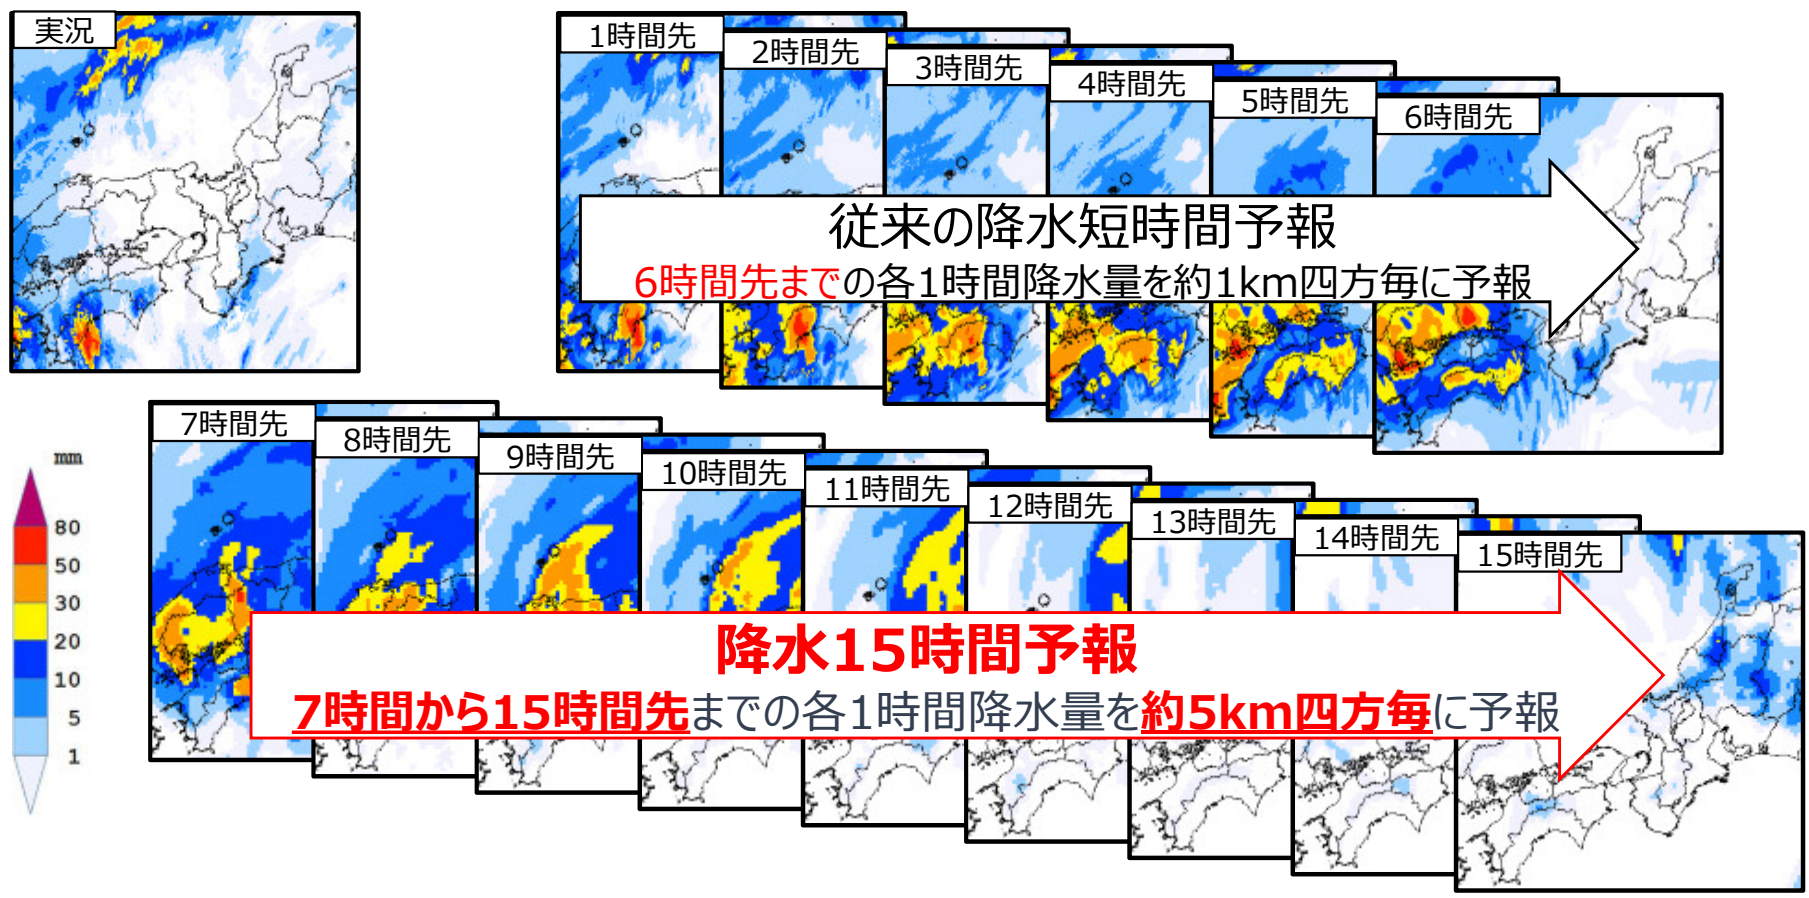 実況
1時間先
2時間先
3時間先
4時間先
5時間先
6時間先
従来の降水短時間予報
6時間先までの各1時間降水量を約1km四方毎に予報
7時間先
8時間先
9時間先
10時間先
11時間先
12時間先
13時間先
14時間先
15時間先
降水15時間予報
7時間から15時間先までの各1時間降水量を約5km四方毎に予報
mm
80
50
30
20
10
5
1